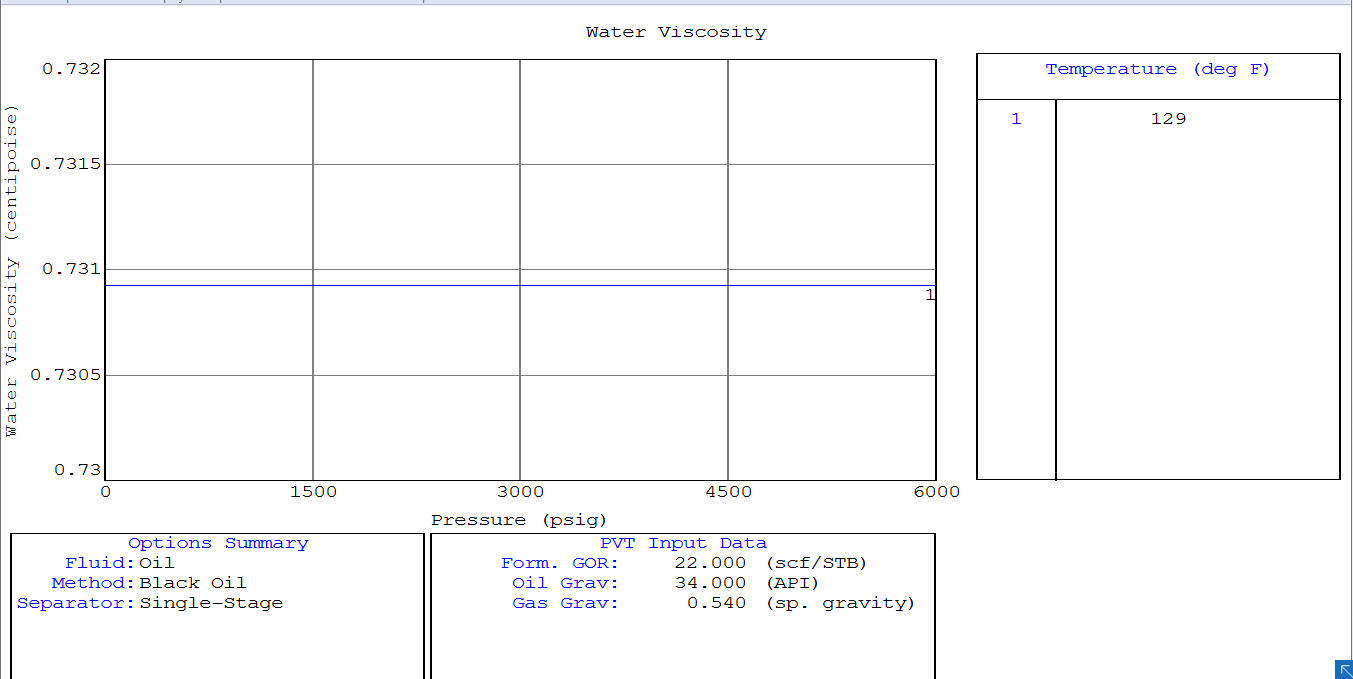 Water Viscosity
Water Viscosity (centipoise)
0.732
0.7315
0.731
0.7305
0.73
1
0
1500
3000
4500
6000
Pressure (psig)
Temperature (deg F)
1 129
Options Summary
Fluid: Oil
Method: Black Oil
Separator: Single-Stage
PVT Input Data
Form. GOR: 22.000 (scf/STB)
Oil Grav: 34.000 (API)
Gas Grav: 0.540 (sp. gravity)